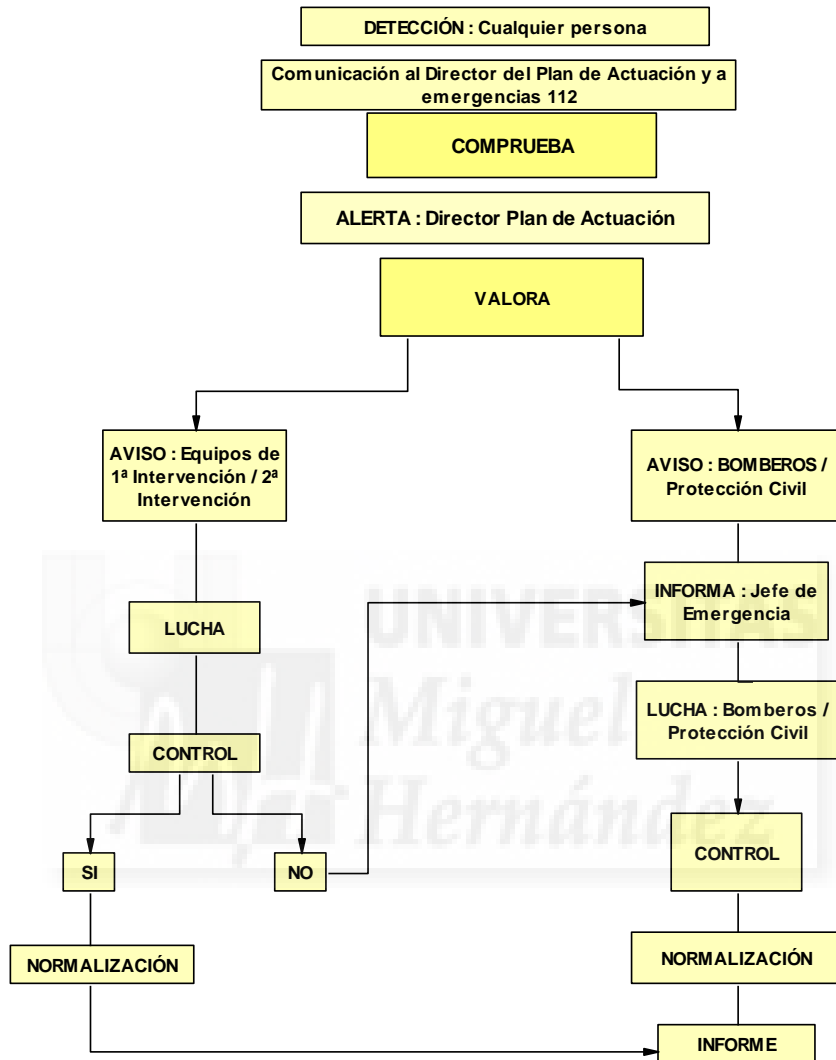 DETECCIÓN : Cualquier persona
Comunicación al Director del Plan de Actuación y a
emergencias 112
COMPRUEBA
ALERTA : Director Plan de Actuación
VALORA
AVISO : Equipos de
1ª Intervención / 2ª
Intervención
AVISO : BOMBEROS /
Protección Civil
LUCHA
INFORMA : Jefe de
Emergencia
UNIVERSITAS
Miguel
Hernández
LUCHA : Bomberos /
Protección Civil
CONTROL
CONTROL
SI
NO
NORMALIZACIÓN
NORMALIZACIÓN
INFORME